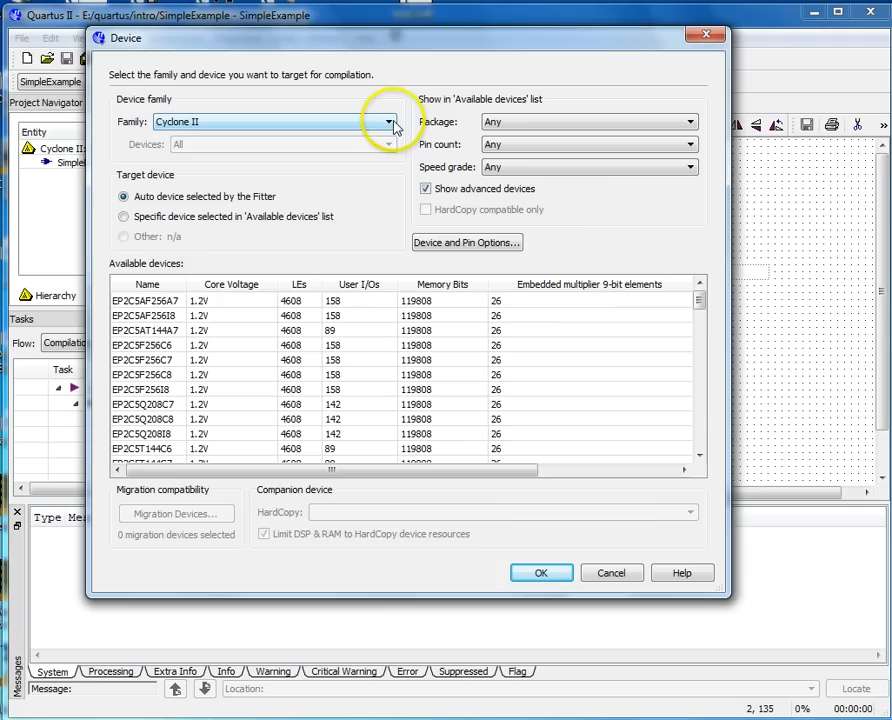 Quartus II - E:/quartus/intro/SimpleExample - SimpleExample
File Edit
SimpleExample
Project Navigator
Entity
Cyclone II:
Simpl
Hierarchy
Tasks
Flow: Compilatio
Task
Device
Select the family and device you want to target for compilation.
Device family
Family: Cyclone II
Devices: All
Show in 'Available devices' list
Package: Any
Pin count: Any
Speed grade: Any
Show advanced devices
HardCopy compatible only
Target device
Auto device selected by the Fitter
Specific device selected in 'Available devices' list
Other: n/a
Device and Pin Options...
Available devices:
Name Core Voltage LEs User I/Os Memory Bits Embedded multiplier 9-bit elements
EP2C5AF256A7 1.2V 4608 158 119808 26
EP2C5AF256I8 1.2V 4608 158 119808 26
EP2C5AT144A7 1.2V 4608 89 119808 26
EP2C5F256C6 1.2V 4608 158 119808 26
EP2C5F256C7 1.2V 4608 158 119808 26
EP2C5F256C8 1.2V 4608 158 119808 26
EP2C5F256I8 1.2V 4608 158 119808 26
EP2C5Q208C7 1.2V 4608 142 119808 26
EP2C5Q208C8 1.2V 4608 142 119808 26
EP2C5Q208I8 1.2V 4608 142 119808 26
EP2C5T144C6 1.2V 4608 89 119808 26
Migration compatibility
Migration Devices...
0 migration devices selected
Companion device
HardCopy:
Limit DSP & RAM to HardCopy device resources
OK Cancel Help
Type Me
Messages
System Processing Extra Info Info Warning Critical Warning Error Suppressed Flag
Message: Location: Locate
2, 135 0% 00:00:00